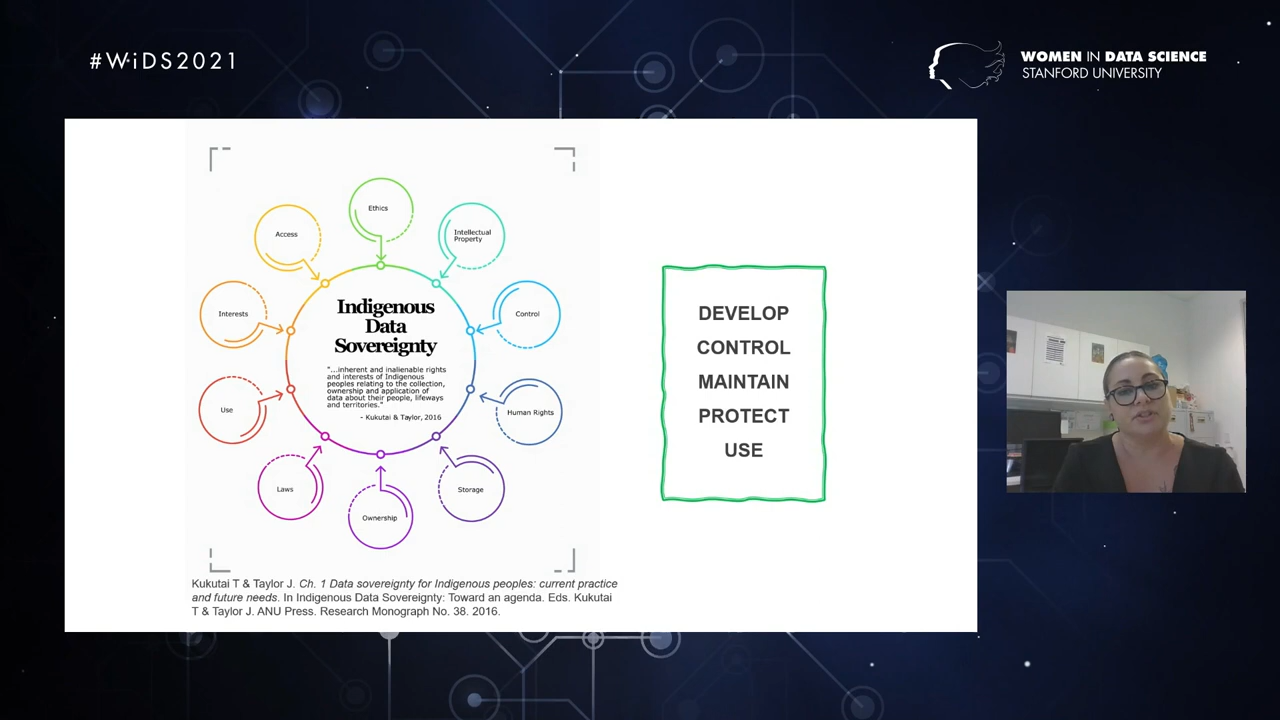 #WiDS2021
WOMEN IN DATA SCIENCE
STANFORD UNIVERSITY
Ethics
Access
Intellectual
Property
Interests
Control
Indigenous
Data
Sovereignty
"...inherent and inalienable rights
and interests of Indigenous
peoples relating to the collection,
ownership and application of
data about their people, lifeways
and territories."
- Kukutai & Taylor, 2016
Use
Human Rights
Laws
Storage
Ownership
Kukutai T & Taylor J. Ch. 1 Data sovereignty for Indigenous peoples: current practice
and future needs. In Indigenous Data Sovereignty: Toward an agenda. Eds. Kukutai
T & Taylor J. ANU Press. Research Monograph No. 38. 2016.
DEVELOP
CONTROL
MAINTAIN
PROTECT
USE